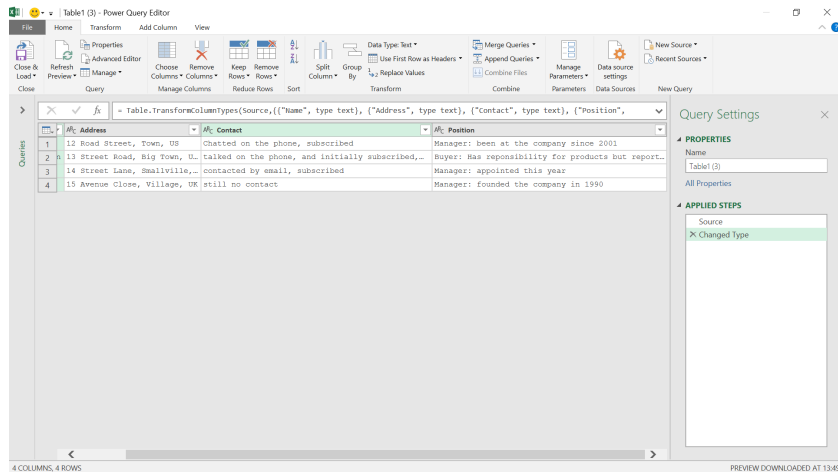 Table1 (3) - Power Query Editor
File Home Transform Add Column View
Close & Load
Refresh Preview
Properties
Advanced Editor
Manage
Choose Columns
Remove Columns
Keep Rows
Remove Rows
Split Column
Group By
Data Type: Text
Use First Row as Headers
Replace Values
Merge Queries
Append Queries
Combine Files
Manage Parameters
Data source settings
New Source
Recent Sources
Close Query Manage Columns Reduce Rows Sort Transform Combine Parameters Data Sources New Query
= Table.TransformColumnTypes(Source,{{"Name", type text}, {"Address", type text}, {"Contact", type text}, {"Position",
Queries
Address Contact Position
1 12 Road Street, Town, US Chatted on the phone, subscribed Manager: been at the company since 2001
2 13 Street Road, Big Town, U... talked on the phone, and initially subscribed,... Buyer: Has reponsibility for products but report...
3 14 Street Lane, Smallville,... contacted by email, subscribed Manager: appointed this year
4 15 Avenue Close, Village, UK still no contact Manager: founded the company in 1990
Query Settings
PROPERTIES
Name
Table1 (3)
All Properties
APPLIED STEPS
Source
Changed Type
4 COLUMNS, 4 ROWS
PREVIEW DOWNLOADED AT